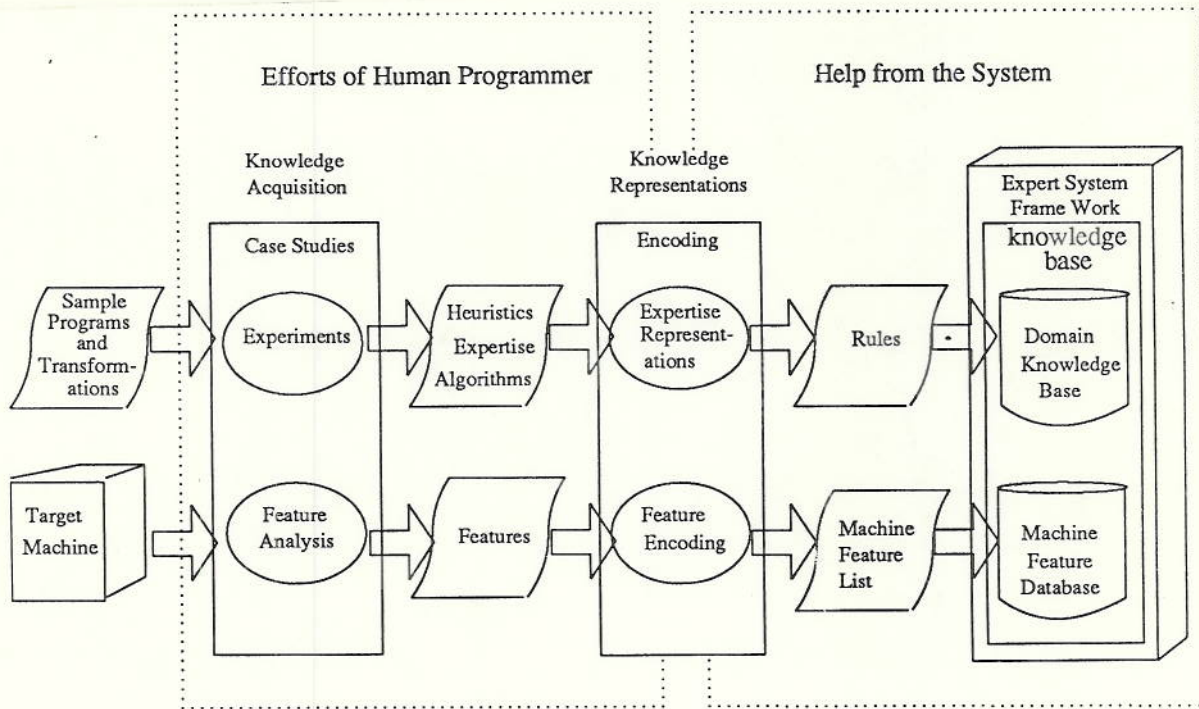 Efforts of Human Programmer
Help from the System
Knowledge
Acquisition
Knowledge
Representations
Expert System
Frame Work
knowledge
base
Case Studies
Encoding
Sample
Programs
and
Transform-
ations
Experiments
Heuristics
Expertise
Algorithms
Expertise
Represent-
ations
Rules
Domain
Knowledge
Base
Target
Machine
Feature
Analysis
Features
Feature
Encoding
Machine
Feature
List
Machine
Feature
Database